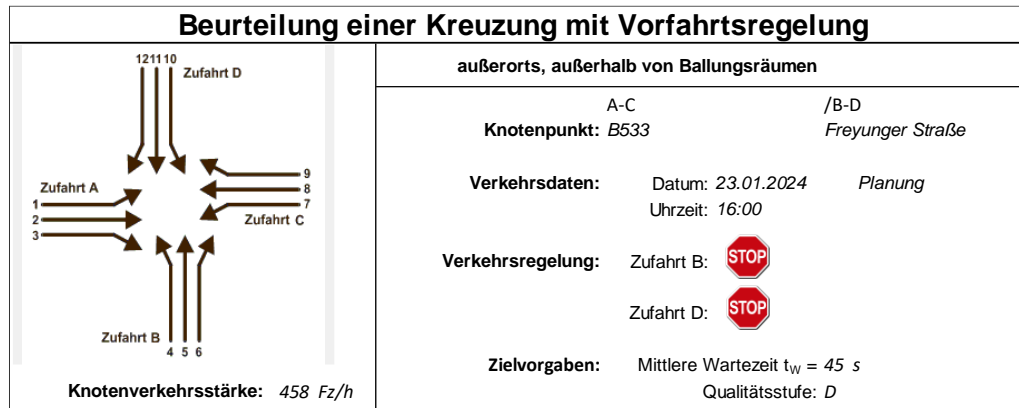 Beurteilung einer Kreuzung mit Vorfahrtsregelung
121110
Zufahrt D
Zufahrt A
1
2
3
9
8
7
Zufahrt C
Zufahrt B
4 5 6
Knotenverkehrsstärke: 458 Fz/h
außerorts, außerhalb von Ballungsräumen
A-C /B-D
Knotenpunkt: B533 Freyunger Straße
Verkehrsdaten: Datum: 23.01.2024 Planung
Uhrzeit: 16:00
Verkehrsregelung: Zufahrt B: STOP
Zufahrt D: STOP
Zielvorgaben: Mittlere Wartezeit tW = 45 s
Qualitätsstufe: D